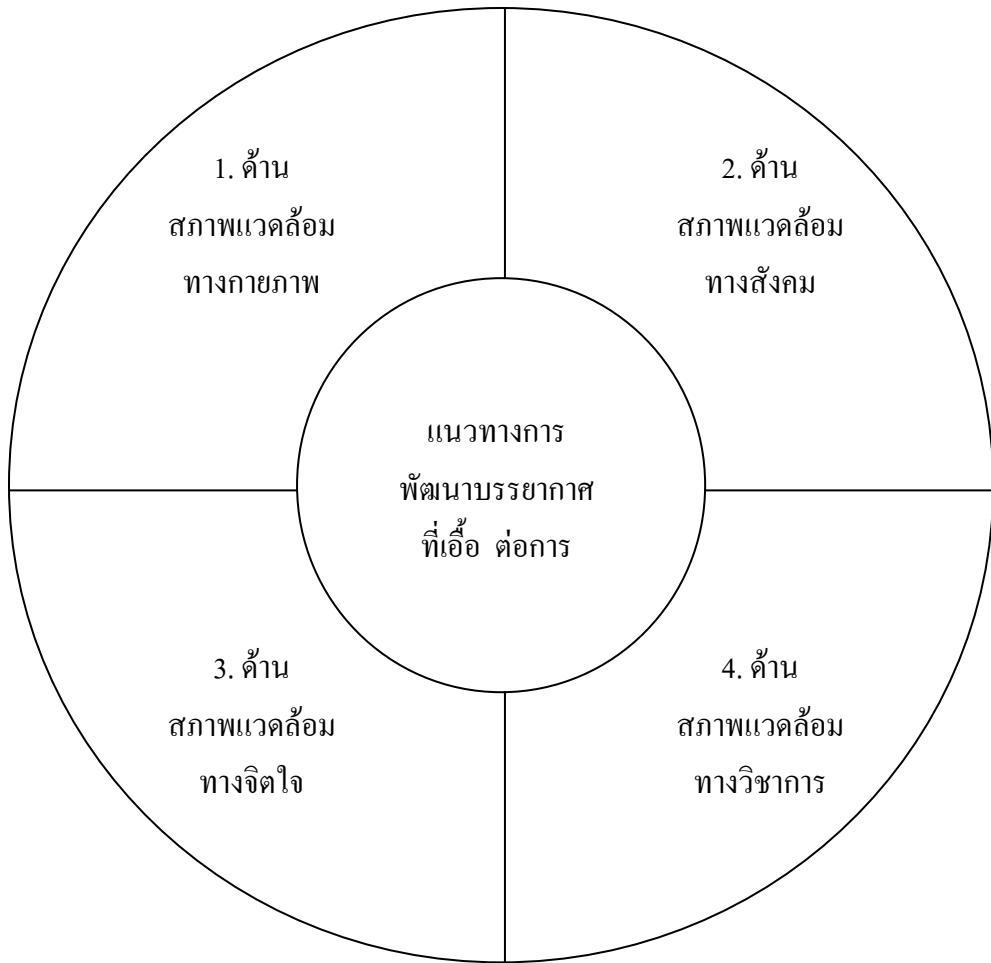 1. ด้าน
สภาพแวดล้อม
ทางกายภาพ
2. ด้าน
สภาพแวดล้อม
ทางสังคม
แนวทางการ
พัฒนาบรรยากาศ
ที่เอื้อ ต่อการ
3. ด้าน
สภาพแวดล้อม
ทางจิตใจ
4. ด้าน
สภาพแวดล้อม
ทางวิชาการ